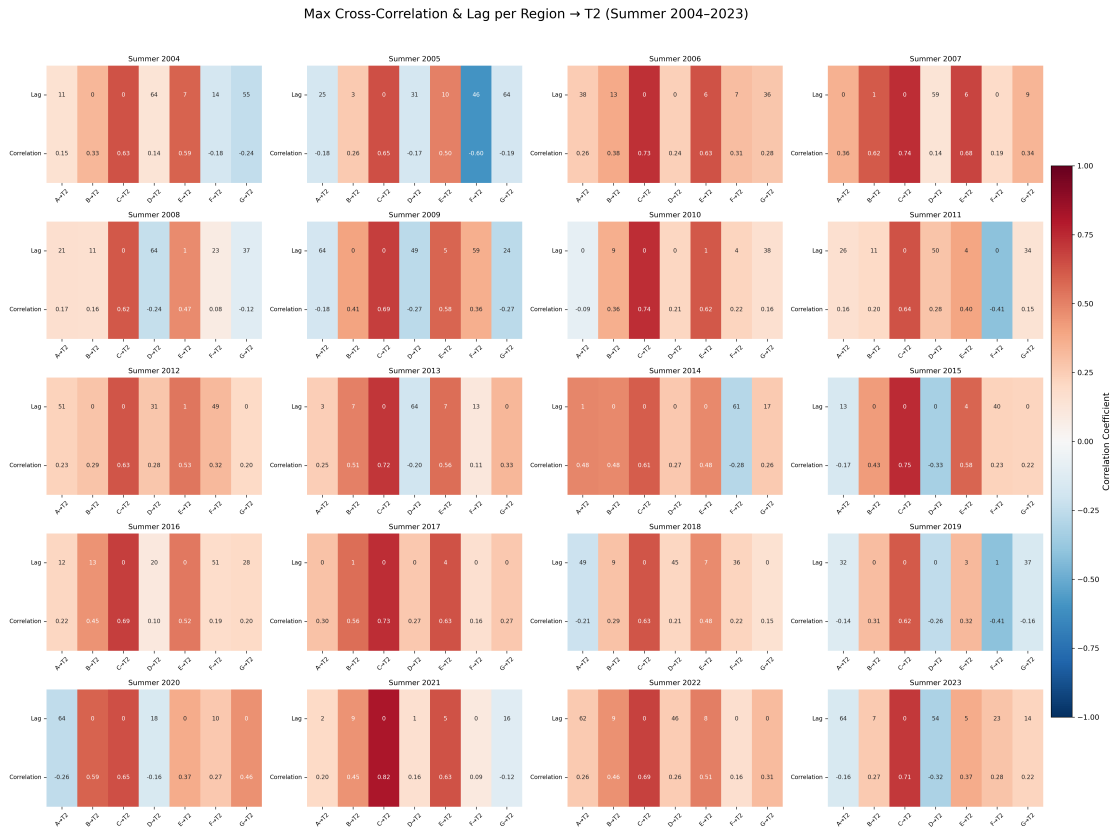 Max Cross-Correlation & Lag per Region → T2 (Summer 2004–2023)
Summer 2004
Lag 11 0 0 64 7 14 55
Correlation 0.15 0.33 0.63 0.14 0.59 -0.18 -0.24
A→T2 B→T2 C→T2 D→T2 E→T2 F→T2 G→T2
Summer 2005
Lag 25 3 0 31 10 46 64
Correlation -0.18 0.26 0.65 -0.17 0.50 -0.60 -0.19
A→T2 B→T2 C→T2 D→T2 E→T2 F→T2 G→T2
Summer 2006
Lag 38 13 0 0 6 7 36
Correlation 0.26 0.38 0.73 0.24 0.63 0.31 0.28
A→T2 B→T2 C→T2 D→T2 E→T2 F→T2 G→T2
Summer 2007
Lag 0 1 0 59 6 0 9
Correlation 0.36 0.62 0.74 0.14 0.68 0.19 0.34
A→T2 B→T2 C→T2 D→T2 E→T2 F→T2 G→T2
Summer 2008
Lag 21 11 0 64 1 23 37
Correlation 0.17 0.16 0.62 -0.24 0.47 0.08 -0.12
A→T2 B→T2 C→T2 D→T2 E→T2 F→T2 G→T2
Summer 2009
Lag 64 0 0 49 5 59 24
Correlation -0.18 0.41 0.69 -0.27 0.58 0.36 -0.27
A→T2 B→T2 C→T2 D→T2 E→T2 F→T2 G→T2
Summer 2010
Lag 0 9 0 0 1 4 38
Correlation -0.09 0.36 0.74 0.21 0.62 0.22 0.16
A→T2 B→T2 C→T2 D→T2 E→T2 F→T2 G→T2
Summer 2011
Lag 26 11 0 50 4 0 34
Correlation 0.16 0.20 0.64 0.28 0.40 -0.41 0.15
A→T2 B→T2 C→T2 D→T2 E→T2 F→T2 G→T2
Summer 2012
Lag 51 0 0 31 1 49 0
Correlation 0.23 0.29 0.63 0.28 0.53 0.32 0.20
A→T2 B→T2 C→T2 D→T2 E→T2 F→T2 G→T2
Summer 2013
Lag 3 7 0 64 7 13 0
Correlation 0.25 0.51 0.72 -0.20 0.56 0.11 0.33
A→T2 B→T2 C→T2 D→T2 E→T2 F→T2 G→T2
Summer 2014
Lag 1 0 0 0 0 61 17
Correlation 0.48 0.48 0.61 0.27 0.48 -0.28 0.26
A→T2 B→T2 C→T2 D→T2 E→T2 F→T2 G→T2
Summer 2015
Lag 13 0 0 0 4 40 0
Correlation -0.17 0.43 0.75 -0.33 0.58 0.23 0.22
A→T2 B→T2 C→T2 D→T2 E→T2 F→T2 G→T2
Summer 2016
Lag 12 13 0 20 0 51 28
Correlation 0.22 0.45 0.69 0.10 0.52 0.19 0.20
A→T2 B→T2 C→T2 D→T2 E→T2 F→T2 G→T2
Summer 2017
Lag 0 1 0 0 4 0 0
Correlation 0.30 0.56 0.73 0.27 0.63 0.16 0.27
A→T2 B→T2 C→T2 D→T2 E→T2 F→T2 G→T2
Summer 2018
Lag 49 9 0 45 7 36 0
Correlation -0.21 0.29 0.63 0.21 0.48 0.22 0.15
A→T2 B→T2 C→T2 D→T2 E→T2 F→T2 G→T2
Summer 2019
Lag 32 0 0 0 3 1 37
Correlation -0.14 0.31 0.62 -0.26 0.32 -0.41 -0.16
A→T2 B→T2 C→T2 D→T2 E→T2 F→T2 G→T2
Summer 2020
Lag 64 0 0 18 0 10 0
Correlation -0.26 0.59 0.65 -0.16 0.37 0.27 0.46
A→T2 B→T2 C→T2 D→T2 E→T2 F→T2 G→T2
Summer 2021
Lag 2 9 0 1 5 0 16
Correlation 0.20 0.45 0.82 0.16 0.63 0.09 -0.12
A→T2 B→T2 C→T2 D→T2 E→T2 F→T2 G→T2
Summer 2022
Lag 62 9 0 46 8 0 0
Correlation 0.26 0.46 0.69 0.26 0.51 0.16 0.31
A→T2 B→T2 C→T2 D→T2 E→T2 F→T2 G→T2
Summer 2023
Lag 64 7 0 54 5 23 14
Correlation -0.16 0.27 0.71 -0.32 0.37 0.28 0.22
A→T2 B→T2 C→T2 D→T2 E→T2 F→T2 G→T2
1.00
0.75
0.50
0.25
0.00
−0.25
−0.50
−0.75
−1.00
Correlation Coefficient